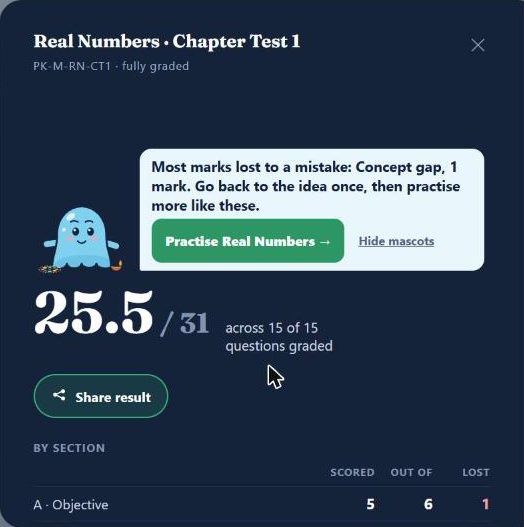 Real Numbers · Chapter Test 1
PK-M-RN-CT1 · fully graded
Most marks lost to a mistake: Concept gap, 1
mark. Go back to the idea once, then practise
more like these.
Practise Real Numbers → Hide mascots
25.5 / 31 across 15 of 15
questions graded
Share result
BY SECTION
SCORED OUT OF LOST
A · Objective 5 6 1